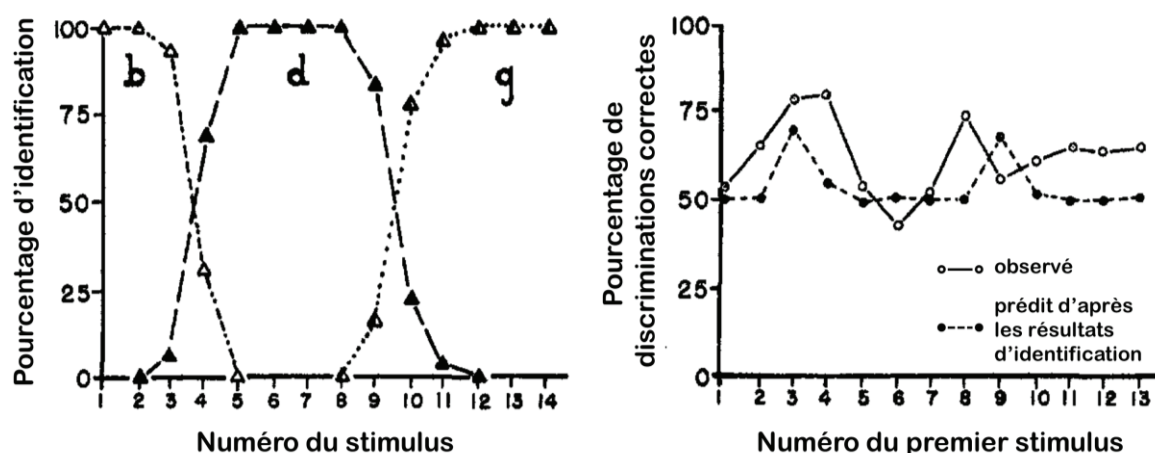 Pourcentage d'identification
100
75
50
25
0
b d g
1 2 3 4 5 6 7 8 9 10 11 12 13 14
Numéro du stimulus
Pourcentage de
discriminations correctes
100
75
50
25
0
observé
prédit d'après
les résultats
d'identification
1 2 3 4 5 6 7 8 9 10 11 12 13
Numéro du premier stimulus